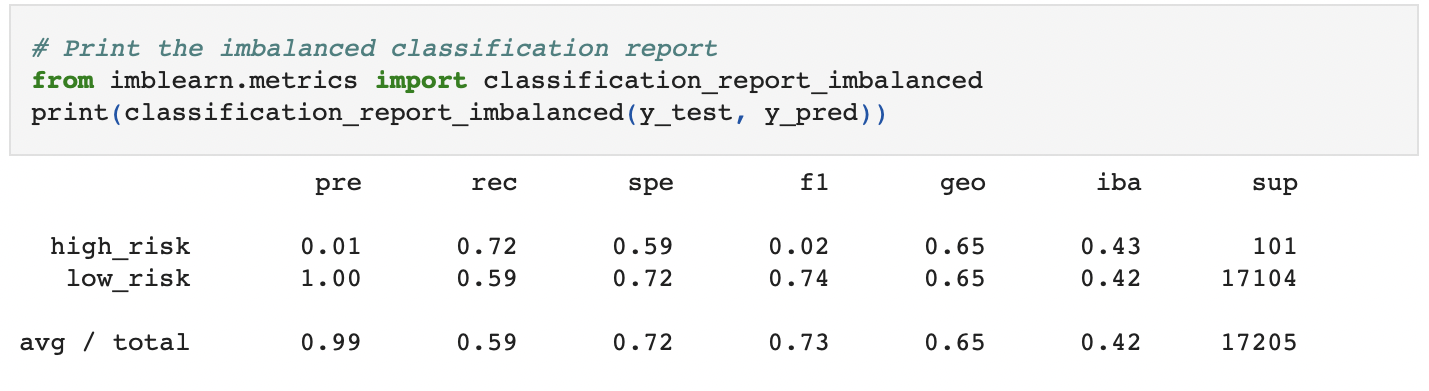 # Print the imbalanced classification report
from imblearn.metrics import classification_report_imbalanced
print(classification_report_imbalanced(y_test, y_pred))
pre rec spe f1 geo iba sup
high_risk 0.01 0.72 0.59 0.02 0.65 0.43 101
low_risk 1.00 0.59 0.72 0.74 0.65 0.42 17104
avg / total 0.99 0.59 0.72 0.73 0.65 0.42 17205